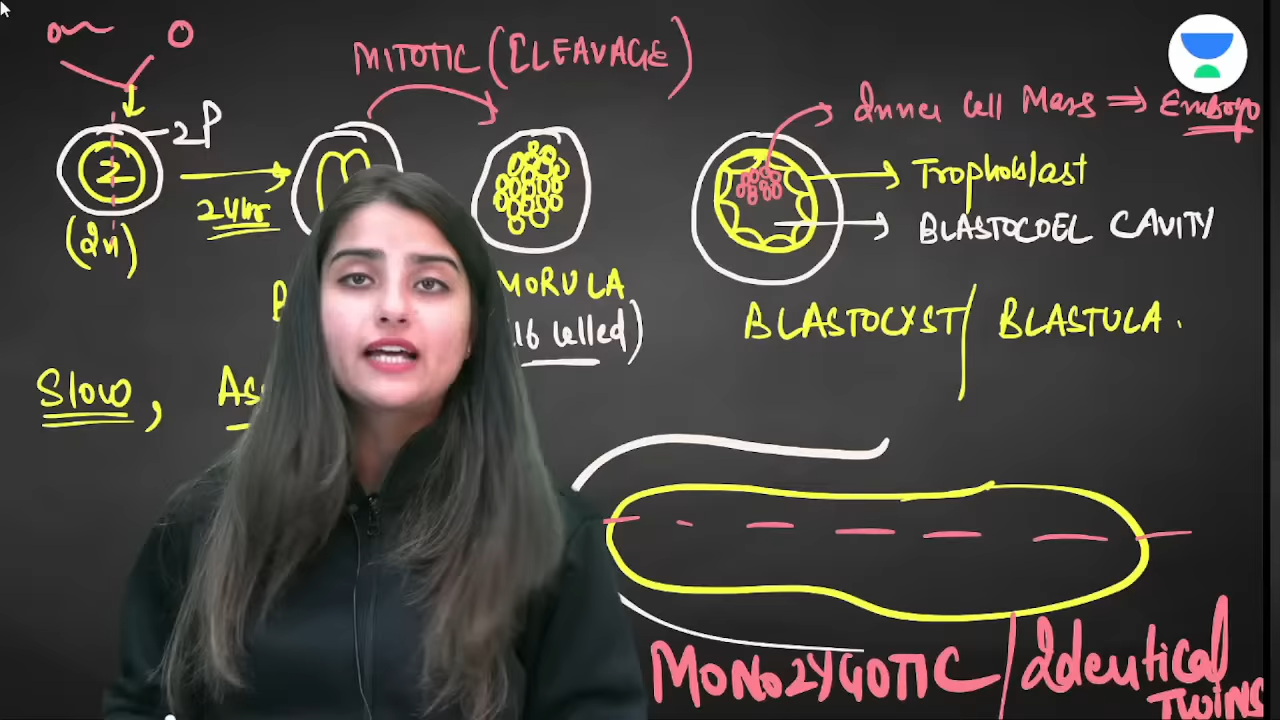 MITOTIC (CLEAVAGE)
2P
Inner Cell Mass ⇒ Embryo
2
24hr
Trophoblast
BLASTOCOEL CAVITY
(2n)
MORULA
16 celled)
BLASTOCYST/ BLASTULA.
Slow,
MONOZYGOTIC / Identical
TWINS